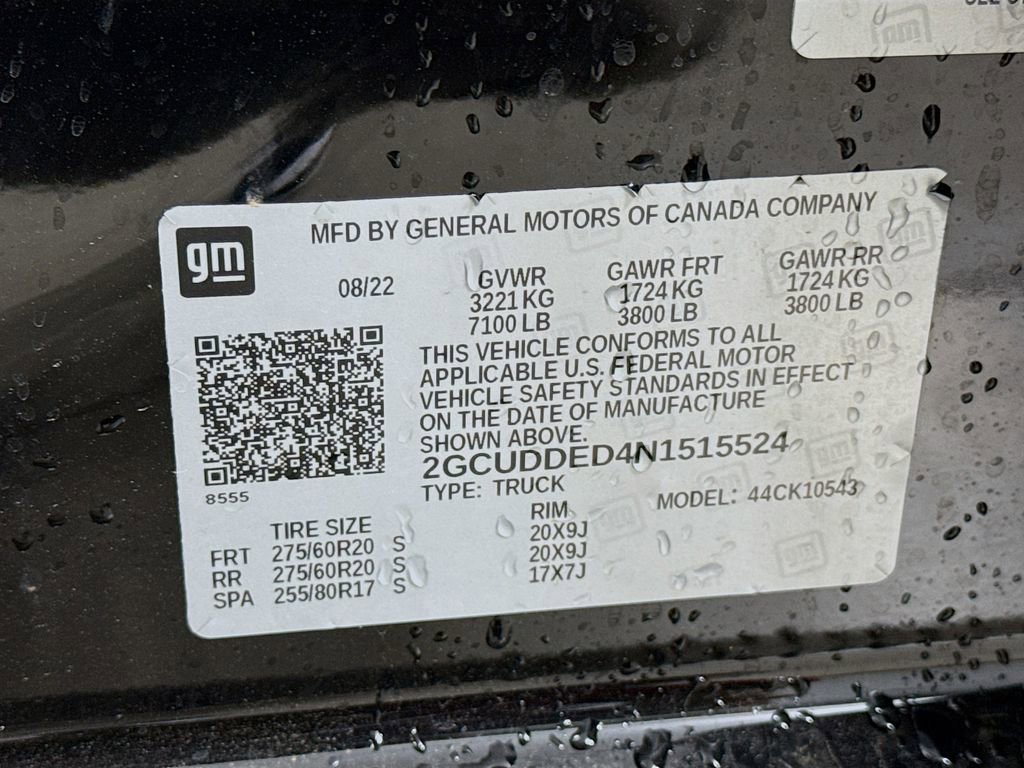 gm
MFD BY GENERAL MOTORS OF CANADA COMPANY
08/22
GVWR GAWR FRT GAWR RR
3221 KG 1724 KG 1724 KG
7100 LB 3800 LB 3800 LB
THIS VEHICLE CONFORMS TO ALL
APPLICABLE U.S. FEDERAL MOTOR
VEHICLE SAFETY STANDARDS IN EFFECT
ON THE DATE OF MANUFACTURE
SHOWN ABOVE.
2GCUDDED4N1515524
TYPE: TRUCK MODEL: 44CK10543
8555
TIRE SIZE RIM
FRT 275/60R20 S 20X9J
RR 275/60R20 S 20X9J
SPA 255/80R17 S 17X7J